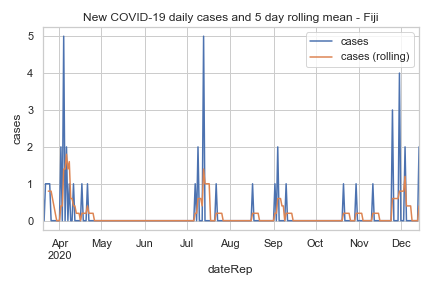 New COVID-19 daily cases and 5 day rolling mean - Fiji
cases
cases (rolling)
5
4
3
2
1
0
cases
Apr May Jun Jul Aug Sep Oct Nov Dec
2020
dateRep